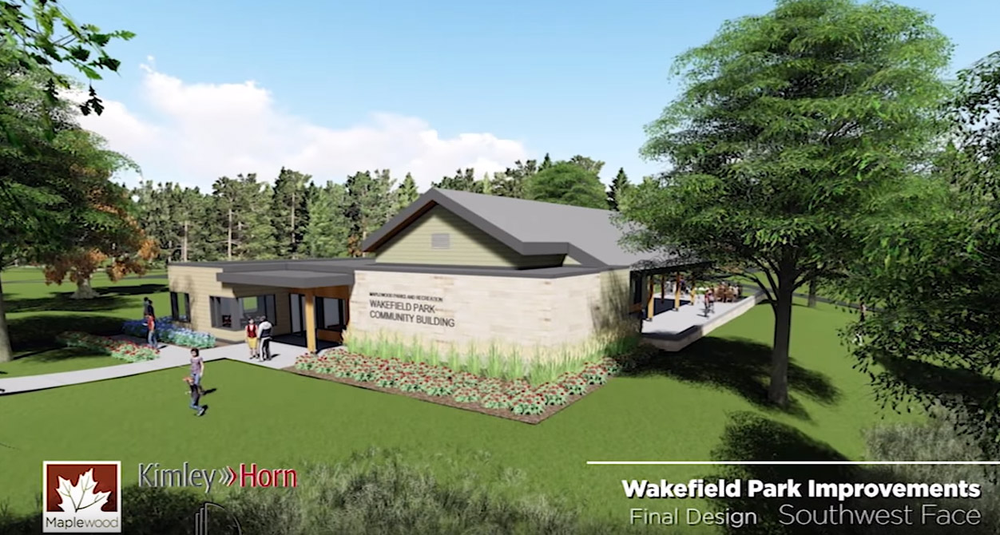 MAPLEWOOD PARKS AND RECREATION
WAKEFIELD PARK
COMMUNITY BUILDING
Maplewood
Kimley»Horn
Wakefield Park Improvements
Final Design Southwest Face